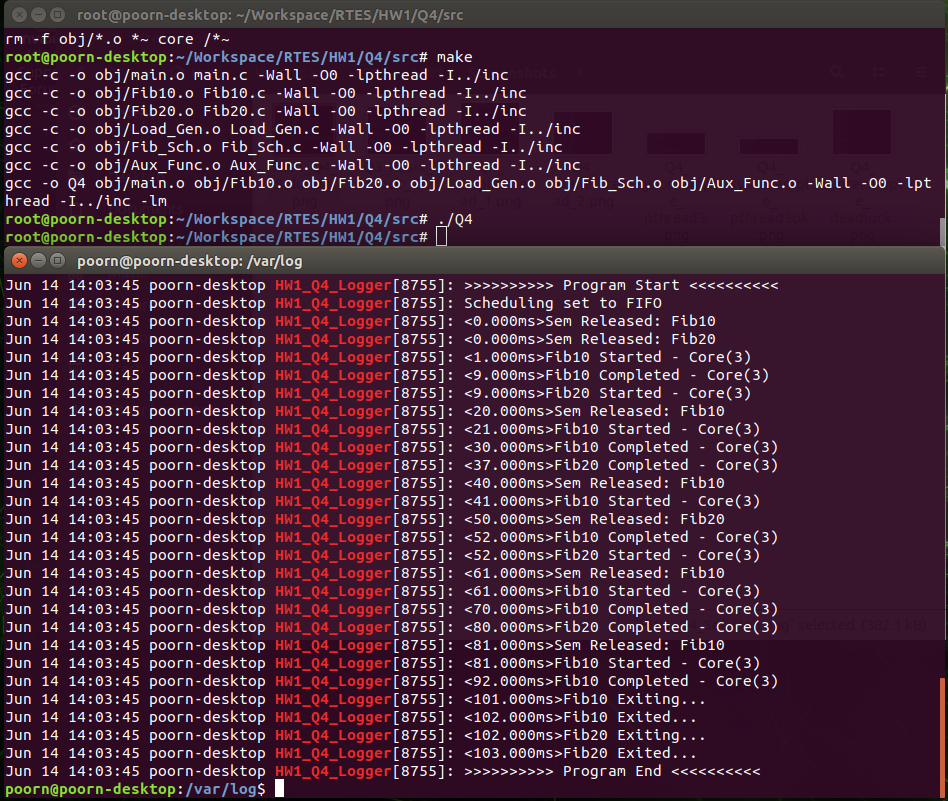 root@poorn-desktop: ~/Workspace/RTES/HW1/Q4/src
rm -f obj/*.o *~ core /*~
root@poorn-desktop:~/Workspace/RTES/HW1/Q4/src# make
gcc -c -o obj/main.o main.c -Wall -O0 -lpthread -I../inc
gcc -c -o obj/Fib10.o Fib10.c -Wall -O0 -lpthread -I../inc
gcc -c -o obj/Fib20.o Fib20.c -Wall -O0 -lpthread -I../inc
gcc -c -o obj/Load_Gen.o Load_Gen.c -Wall -O0 -lpthread -I../inc
gcc -c -o obj/Fib_Sch.o Fib_Sch.c -Wall -O0 -lpthread -I../inc
gcc -c -o obj/Aux_Func.o Aux_Func.c -Wall -O0 -lpthread -I../inc
gcc -o Q4 obj/main.o obj/Fib10.o obj/Fib20.o obj/Load_Gen.o obj/Fib_Sch.o obj/Aux_Func.o -Wall -O0 -lpt
hread -I../inc -lm
root@poorn-desktop:~/Workspace/RTES/HW1/Q4/src# ./Q4
root@poorn-desktop:~/Workspace/RTES/HW1/Q4/src#
poorn@poorn-desktop: /var/log
Jun 14 14:03:45 poorn-desktop HW1_Q4_Logger[8755]: >>>>>>>>>> Program Start <<<<<<<<<<
Jun 14 14:03:45 poorn-desktop HW1_Q4_Logger[8755]: Scheduling set to FIFO
Jun 14 14:03:45 poorn-desktop HW1_Q4_Logger[8755]: <0.000ms>Sem Released: Fib10
Jun 14 14:03:45 poorn-desktop HW1_Q4_Logger[8755]: <0.000ms>Sem Released: Fib20
Jun 14 14:03:45 poorn-desktop HW1_Q4_Logger[8755]: <1.000ms>Fib10 Started - Core(3)
Jun 14 14:03:45 poorn-desktop HW1_Q4_Logger[8755]: <9.000ms>Fib10 Completed - Core(3)
Jun 14 14:03:45 poorn-desktop HW1_Q4_Logger[8755]: <9.000ms>Fib20 Started - Core(3)
Jun 14 14:03:45 poorn-desktop HW1_Q4_Logger[8755]: <20.000ms>Sem Released: Fib10
Jun 14 14:03:45 poorn-desktop HW1_Q4_Logger[8755]: <21.000ms>Fib10 Started - Core(3)
Jun 14 14:03:45 poorn-desktop HW1_Q4_Logger[8755]: <30.000ms>Fib10 Completed - Core(3)
Jun 14 14:03:45 poorn-desktop HW1_Q4_Logger[8755]: <37.000ms>Fib20 Completed - Core(3)
Jun 14 14:03:45 poorn-desktop HW1_Q4_Logger[8755]: <40.000ms>Sem Released: Fib10
Jun 14 14:03:45 poorn-desktop HW1_Q4_Logger[8755]: <41.000ms>Fib10 Started - Core(3)
Jun 14 14:03:45 poorn-desktop HW1_Q4_Logger[8755]: <50.000ms>Sem Released: Fib20
Jun 14 14:03:45 poorn-desktop HW1_Q4_Logger[8755]: <52.000ms>Fib10 Completed - Core(3)
Jun 14 14:03:45 poorn-desktop HW1_Q4_Logger[8755]: <52.000ms>Fib20 Started - Core(3)
Jun 14 14:03:45 poorn-desktop HW1_Q4_Logger[8755]: <61.000ms>Sem Released: Fib10
Jun 14 14:03:45 poorn-desktop HW1_Q4_Logger[8755]: <61.000ms>Fib10 Started - Core(3)
Jun 14 14:03:45 poorn-desktop HW1_Q4_Logger[8755]: <70.000ms>Fib10 Completed - Core(3)
Jun 14 14:03:45 poorn-desktop HW1_Q4_Logger[8755]: <80.000ms>Fib20 Completed - Core(3)
Jun 14 14:03:45 poorn-desktop HW1_Q4_Logger[8755]: <81.000ms>Sem Released: Fib10
Jun 14 14:03:45 poorn-desktop HW1_Q4_Logger[8755]: <81.000ms>Fib10 Started - Core(3)
Jun 14 14:03:45 poorn-desktop HW1_Q4_Logger[8755]: <92.000ms>Fib10 Completed - Core(3)
Jun 14 14:03:45 poorn-desktop HW1_Q4_Logger[8755]: <101.000ms>Fib10 Exiting...
Jun 14 14:03:45 poorn-desktop HW1_Q4_Logger[8755]: <102.000ms>Fib10 Exited...
Jun 14 14:03:45 poorn-desktop HW1_Q4_Logger[8755]: <102.000ms>Fib20 Exiting...
Jun 14 14:03:45 poorn-desktop HW1_Q4_Logger[8755]: <103.000ms>Fib20 Exited...
Jun 14 14:03:45 poorn-desktop HW1_Q4_Logger[8755]: >>>>>>>>>> Program End <<<<<<<<<<
poorn@poorn-desktop:/var/log$